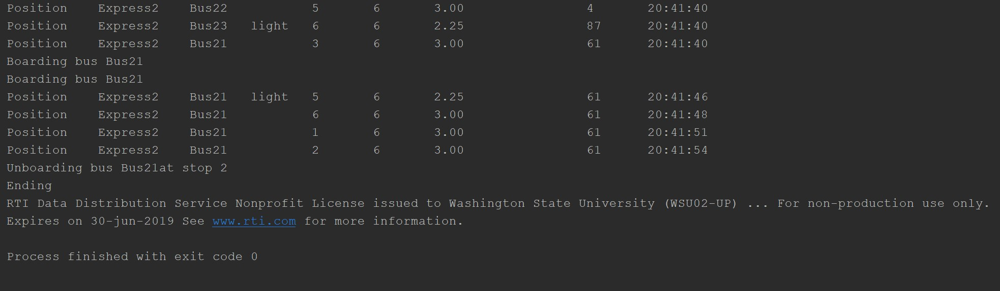 Position Express2 Bus22 5 6 3.00 4 20:41:40
Position Express2 Bus23 light 6 6 2.25 87 20:41:40
Position Express2 Bus21 3 6 3.00 61 20:41:40
Boarding bus Bus21
Boarding bus Bus21
Position Express2 Bus21 light 5 6 2.25 61 20:41:46
Position Express2 Bus21 6 6 3.00 61 20:41:48
Position Express2 Bus21 1 6 3.00 61 20:41:51
Position Express2 Bus21 2 6 3.00 61 20:41:54
Unboarding bus Bus21at stop 2
Ending
RTI Data Distribution Service Nonprofit License issued to Washington State University (WSU02-UP) ... For non-production use only.
Expires on 30-jun-2019 See www.rti.com for more information.
Process finished with exit code 0